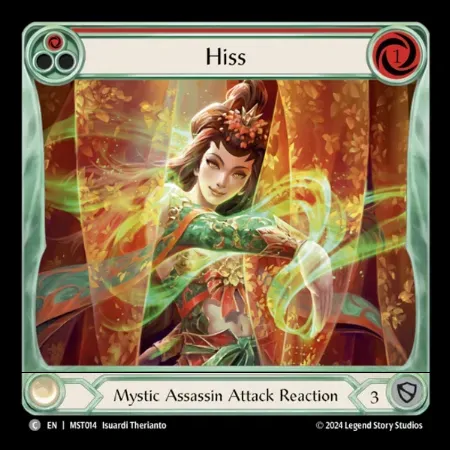 Hiss
1
Mystic Assassin Attack Reaction
3
C EN | MST014 Isuardi Therianto
© 2024 Legend Story Studios